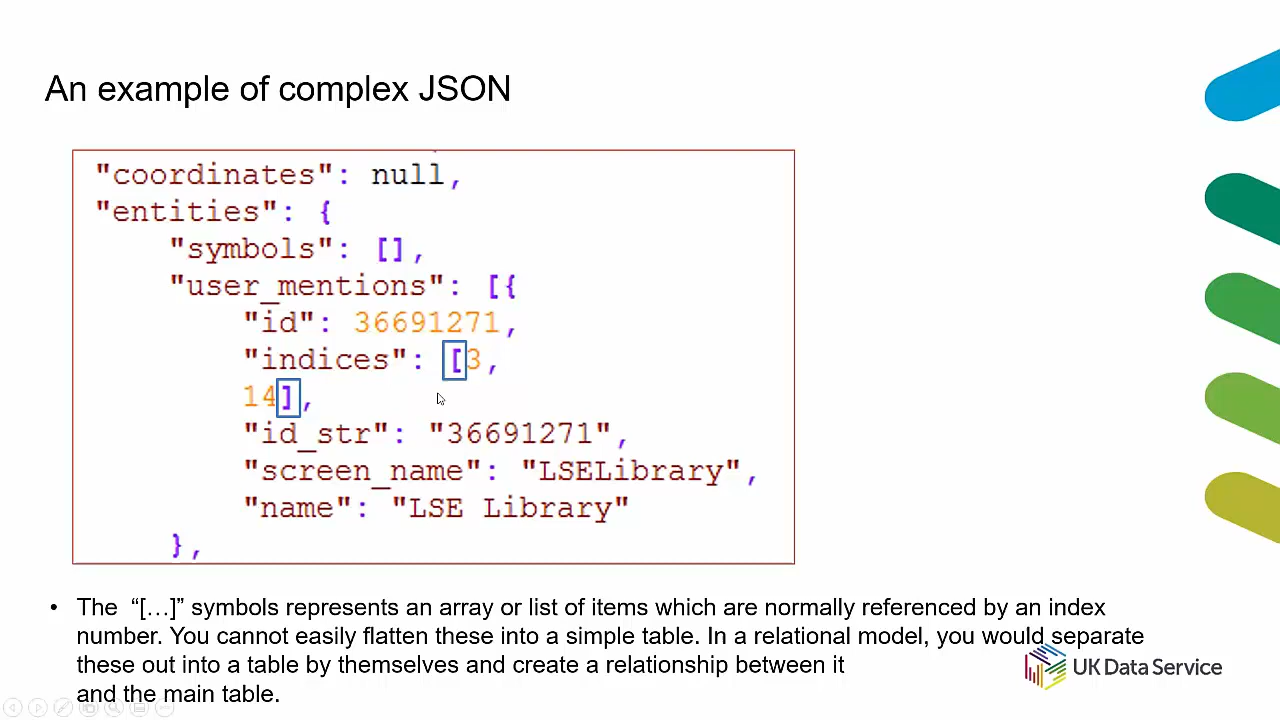 An example of complex JSON
"coordinates": null,
"entities": {
"symbols": [],
"user_mentions": [{
"id": 36691271,
"indices": [3,
14],
"id_str": "36691271",
"screen_name": "LSELibrary",
"name": "LSE Library"
},
• The “[…]” symbols represents an array or list of items which are normally referenced by an index
number. You cannot easily flatten these into a simple table. In a relational model, you would separate
these out into a table by themselves and create a relationship between it
and the main table.
UK Data Service